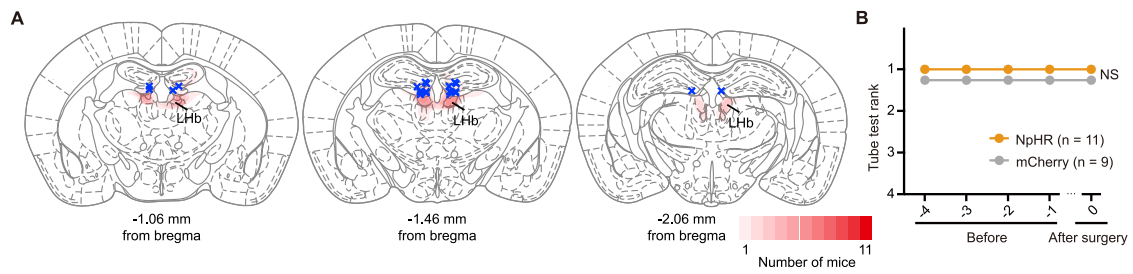 A
LHb
-1.06 mm
from bregma
LHb
-1.46 mm
from bregma
LHb
-2.06 mm
from bregma
1 11
Number of mice
B
Tube test rank
1
2
3
4
NS
NpHR (n = 11)
mCherry (n = 9)
-4 -3 -2 -1 ... 0
Before After surgery